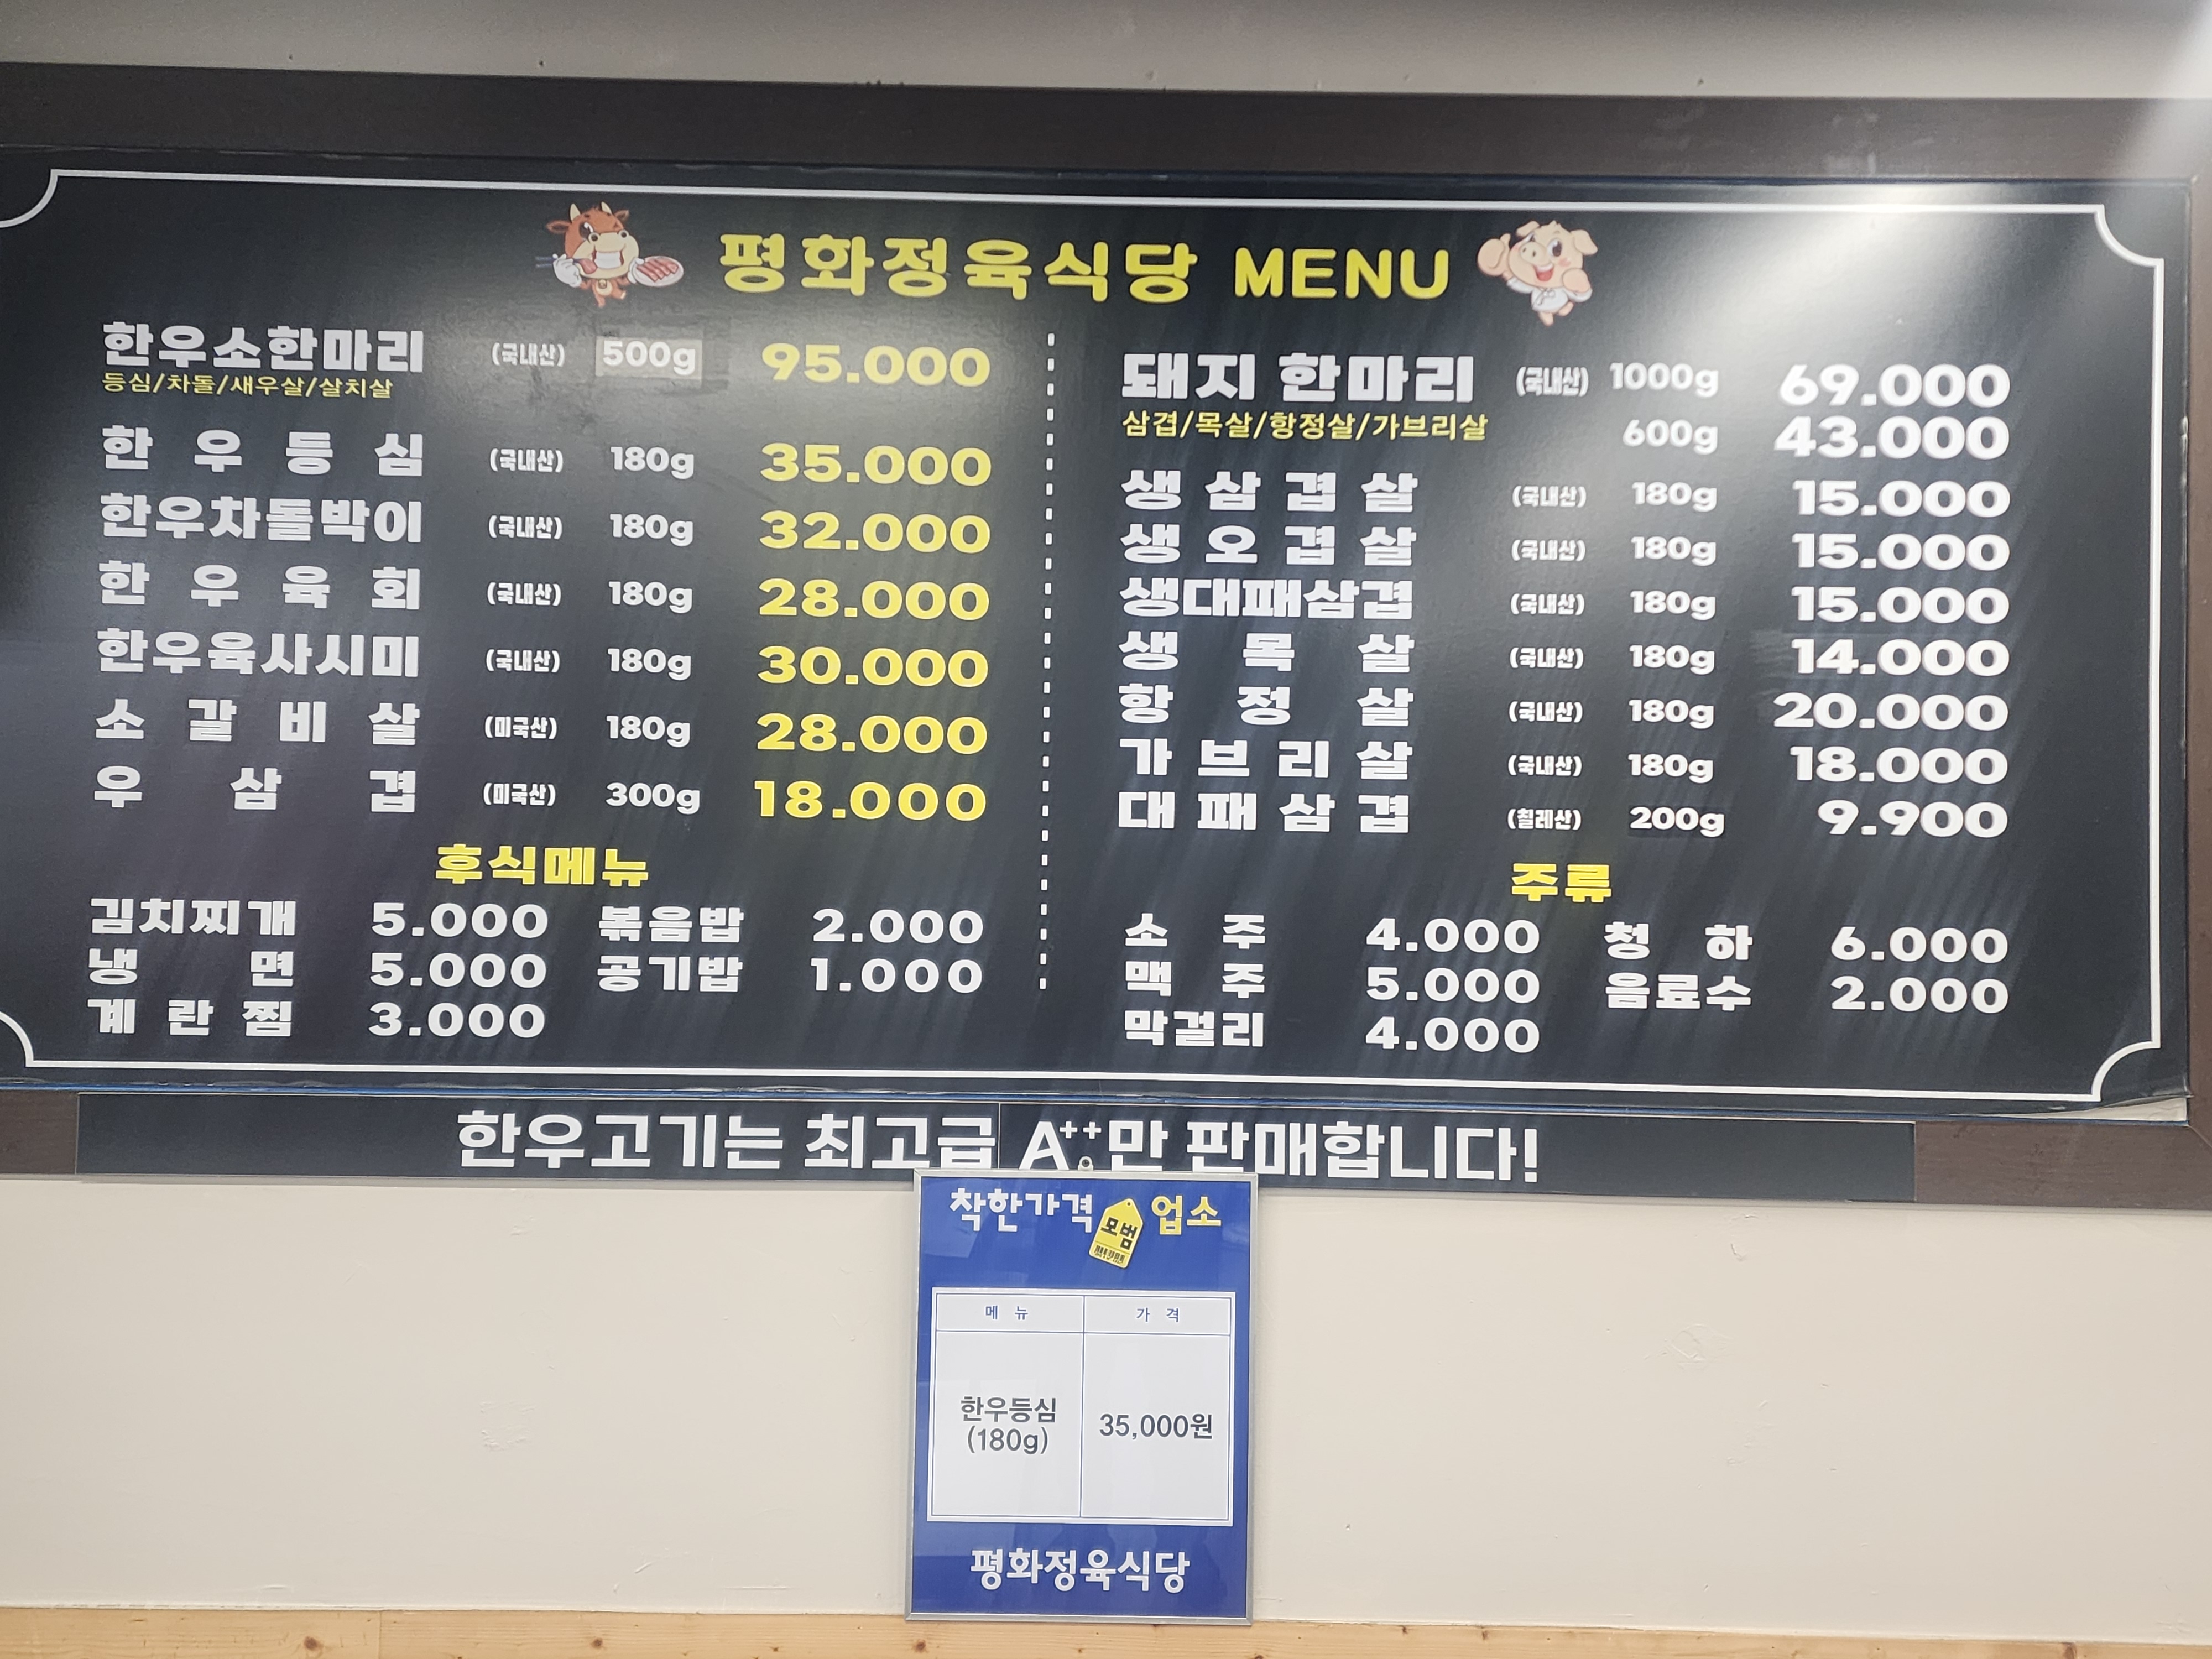 평화정육식당 MENU
한우소한마리 (국내산) 500g 95.000
등심/차돌/새우살/살치살
한우등심 (국내산) 180g 35.000
한우차돌박이 (국내산) 180g 32.000
한우육회 (국내산) 180g 28.000
한우육사시미 (국내산) 180g 30.000
소갈비살 (미국산) 180g 28.000
우삼겹 (미국산) 300g 18.000
후식메뉴
김치찌개 5.000 볶음밥 2.000
냉면 5.000 공기밥 1.000
계란찜 3.000
돼지 한마리 (국내산) 1000g 69.000
삼겹/목살/항정살/가브리살 600g 43.000
생삼겹살 (국내산) 180g 15.000
생오겹살 (국내산) 180g 15.000
생대패삼겹 (국내산) 180g 15.000
생목살 (국내산) 180g 14.000
항정살 (국내산) 180g 20.000
가브리살 (국내산) 180g 18.000
대패삼겹 (칠레산) 200g 9.900
주류
소주 4.000 청하 6.000
맥주 5.000 음료수 2.000
막걸리 4.000
한우고기는 최고급 A++만 판매합니다!
착한가격 모범 업소
메뉴 가격
한우등심 (180g) 35,000원
평화정육식당